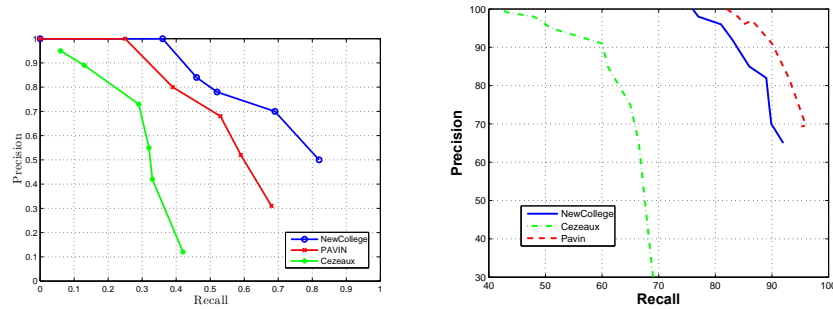 1
0.9
0.8
0.7
0.6
0.5
0.4
0.3
0.2
0.1
0
Precision
0 0.1 0.2 0.3 0.4 0.5 0.6 0.7 0.8 0.9 1
Recall
NewCollege
PAVIN
Cezeaux
100
90
80
70
60
50
40
30
Precision
40 50 60 70 80 90 100
Recall
NewCollege
Cezeaux
Pavin